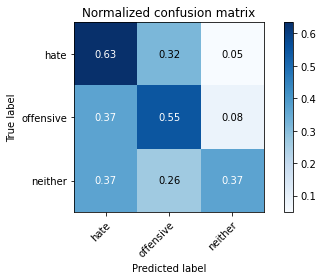 Normalized confusion matrix
hate 0.63 0.32 0.05
offensive 0.37 0.55 0.08
neither 0.37 0.26 0.37
hate offensive neither
True label
Predicted label
0.6
0.5
0.4
0.3
0.2
0.1